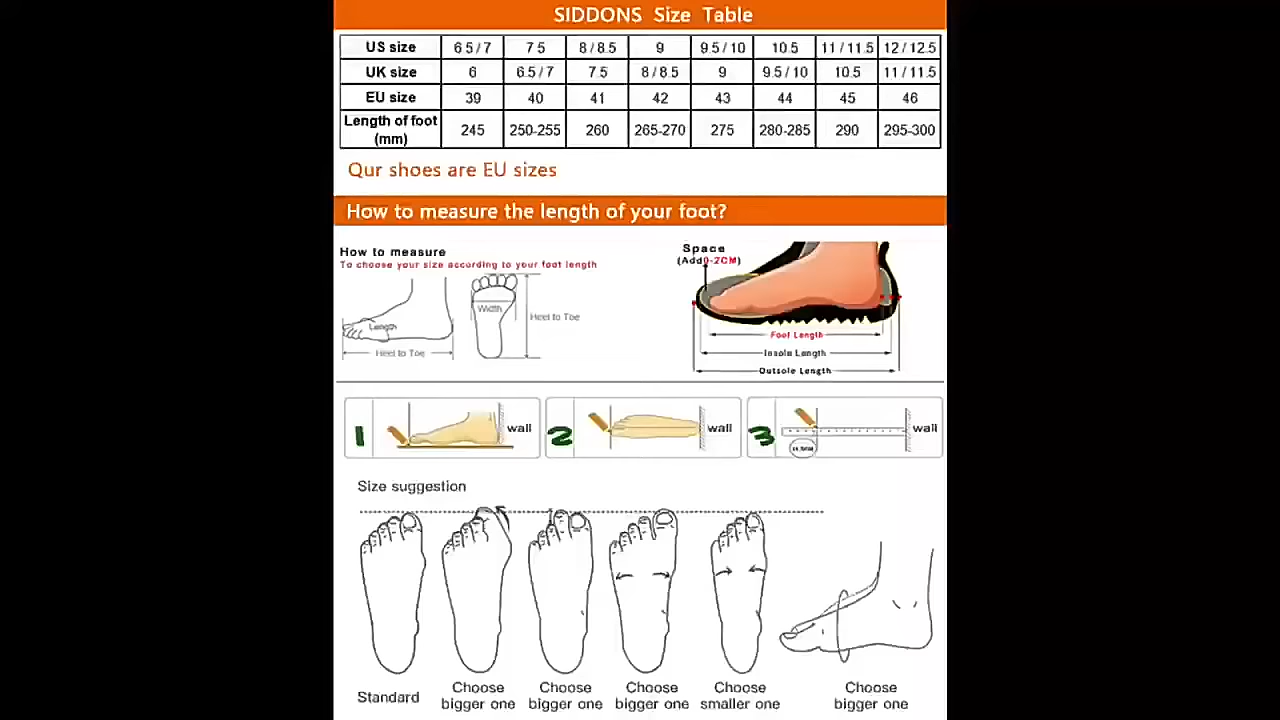 SIDDONS Size Table
US size 6.5 / 7 7.5 8 / 8.5 9 9.5 / 10 10.5 11 / 11.5 12 / 12.5
UK size 6 6.5 / 7 7.5 8 / 8.5 9 9.5 / 10 10.5 11 / 11.5
EU size 39 40 41 42 43 44 45 46
Length of foot (mm) 245 250-255 260 265-270 275 280-285 290 295-300
Qur shoes are EU sizes
How to measure the length of your foot?
How to measure
To choose your size according to your foot length
Length
Heel to Toe
Width
Heel to Toe
Space
(Add0-2CM)
Foot Length
Insole Length
Outsole Length
1 wall
2 wall
3 wall
Size suggestion
Standard
Choose bigger one
Choose bigger one
Choose bigger one
Choose smaller one
Choose bigger one